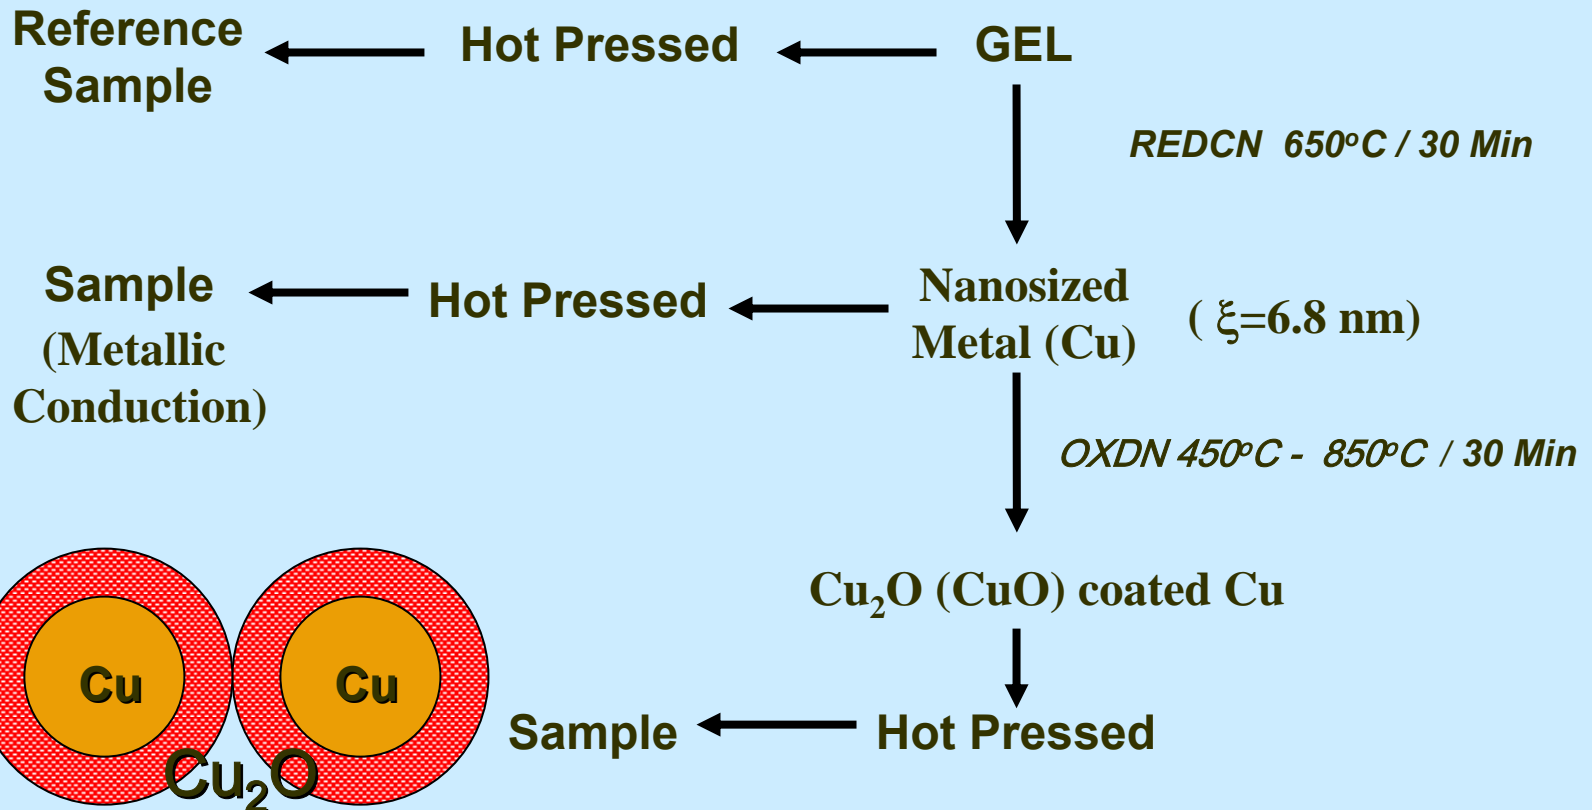 Reference Sample
Hot Pressed
GEL
REDCN 650°C / 30 Min
Sample
(Metallic
Conduction)
Hot Pressed
Nanosized
Metal (Cu)
( ξ=6.8 nm)
OXDN 450°C - 850°C / 30 Min
Cu₂O (CuO) coated Cu
Cu
Cu
Cu₂O
Sample
Hot Pressed